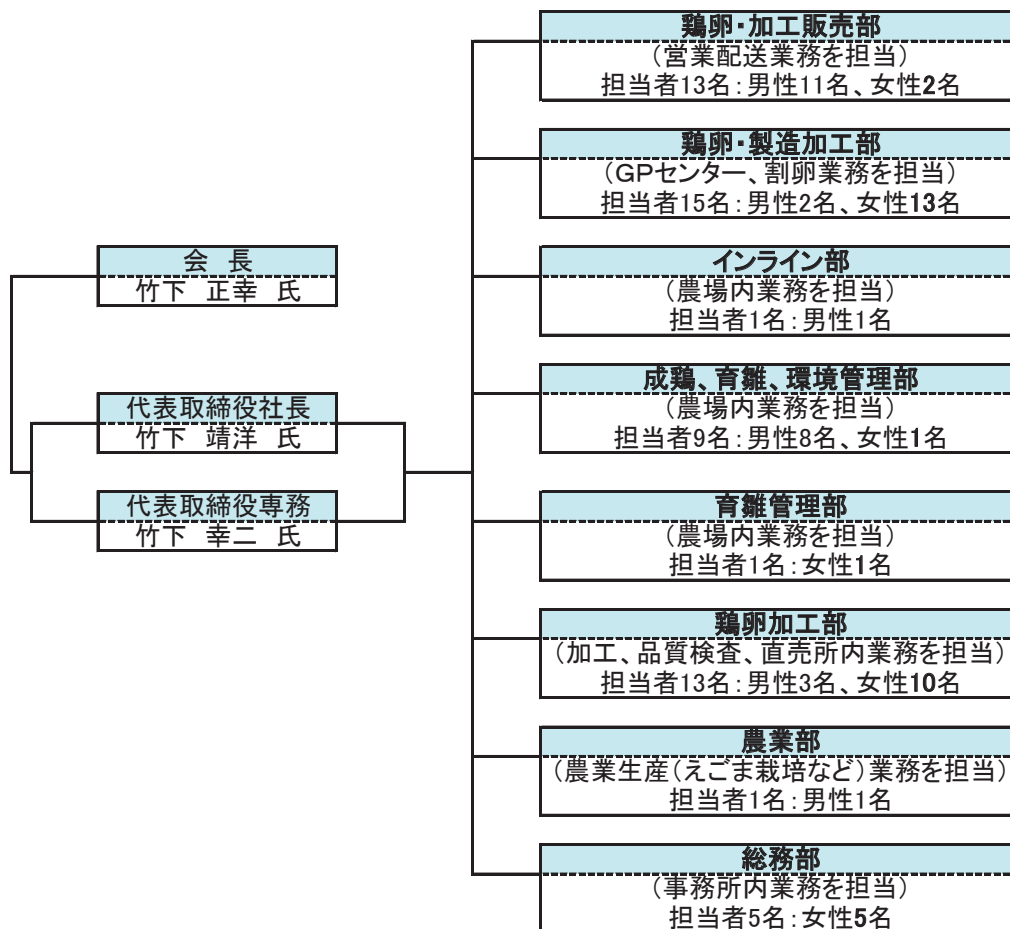 会 長
竹下 正幸 氏
代表取締役社長
竹下 靖洋 氏
代表取締役専務
竹下 幸二 氏
鶏卵・加工販売部
（営業配送業務を担当）
担当者13名：男性11名、女性2名
鶏卵・製造加工部
（GPセンター、割卵業務を担当）
担当者15名：男性2名、女性13名
インライン部
（農場内業務を担当）
担当者1名：男性1名
成鶏、育雛、環境管理部
（農場内業務を担当）
担当者9名：男性8名、女性1名
育雛管理部
（農場内業務を担当）
担当者1名：女性1名
鶏卵加工部
（加工、品質検査、直売所内業務を担当）
担当者13名：男性3名、女性10名
農業部
（農業生産（えごま栽培など）業務を担当）
担当者1名：男性1名
総務部
（事務所内業務を担当）
担当者5名：女性5名